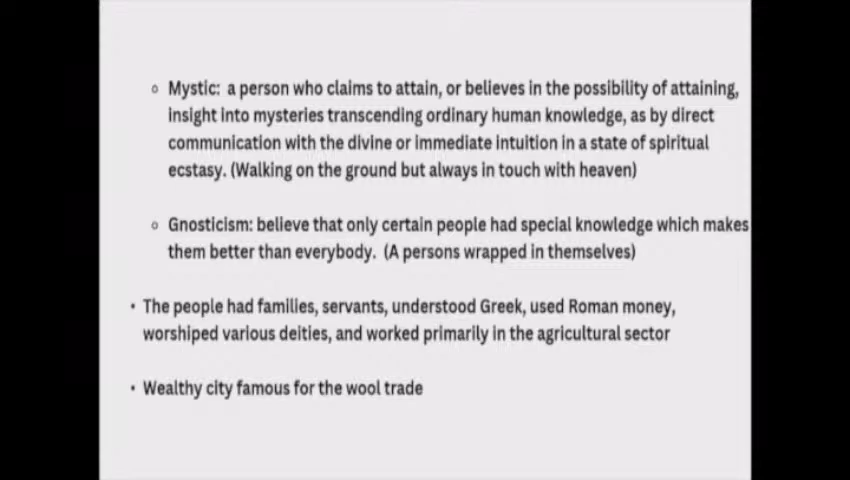 ◦ Mystic: a person who claims to attain, or believes in the possibility of attaining,
insight into mysteries transcending ordinary human knowledge, as by direct
communication with the divine or immediate intuition in a state of spiritual
ecstasy. (Walking on the ground but always in touch with heaven)
◦ Gnosticism: believe that only certain people had special knowledge which makes
them better than everybody. (A persons wrapped in themselves)
• The people had families, servants, understood Greek, used Roman money,
worshiped various deities, and worked primarily in the agricultural sector
• Wealthy city famous for the wool trade